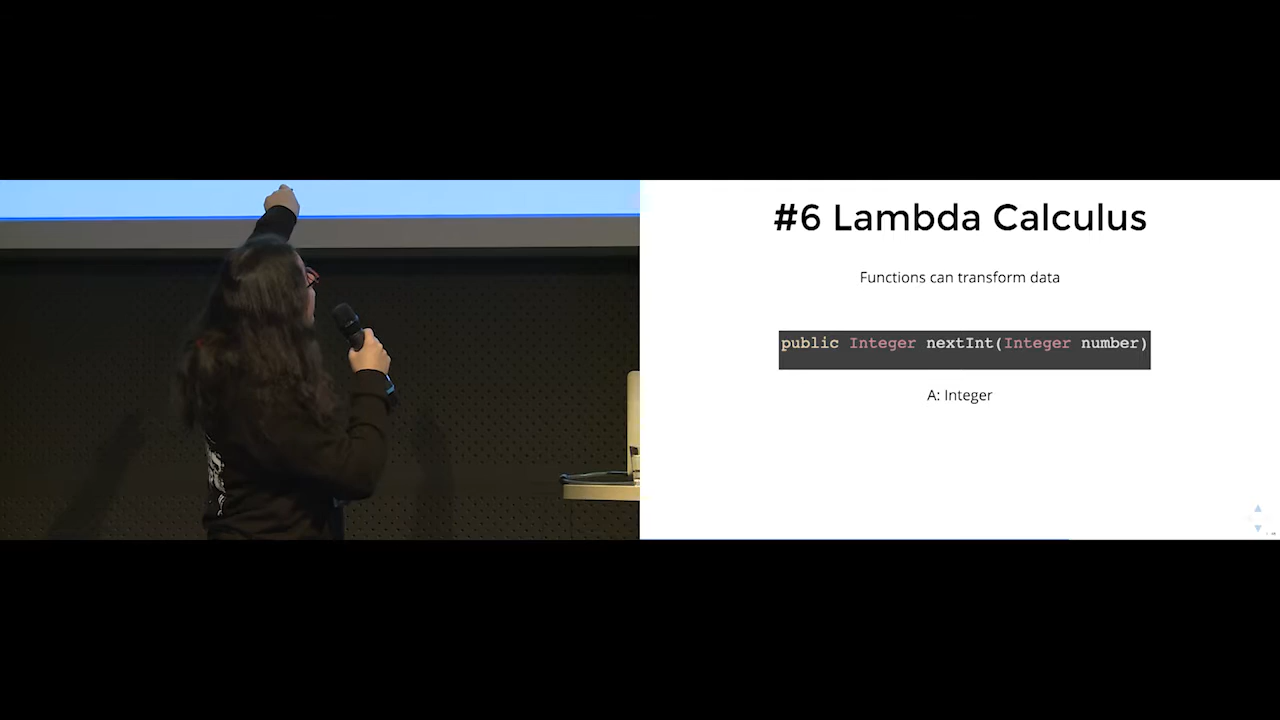 #6 Lambda Calculus
Functions can transform data
public Integer nextInt(Integer number)
A: Integer